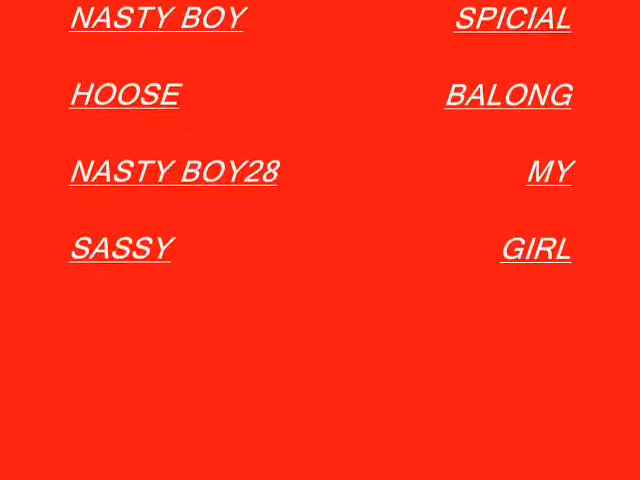 NASTY BOY SPICIAL
HOOSE BALONG
NASTY BOY28 MY
SASSY GIRL